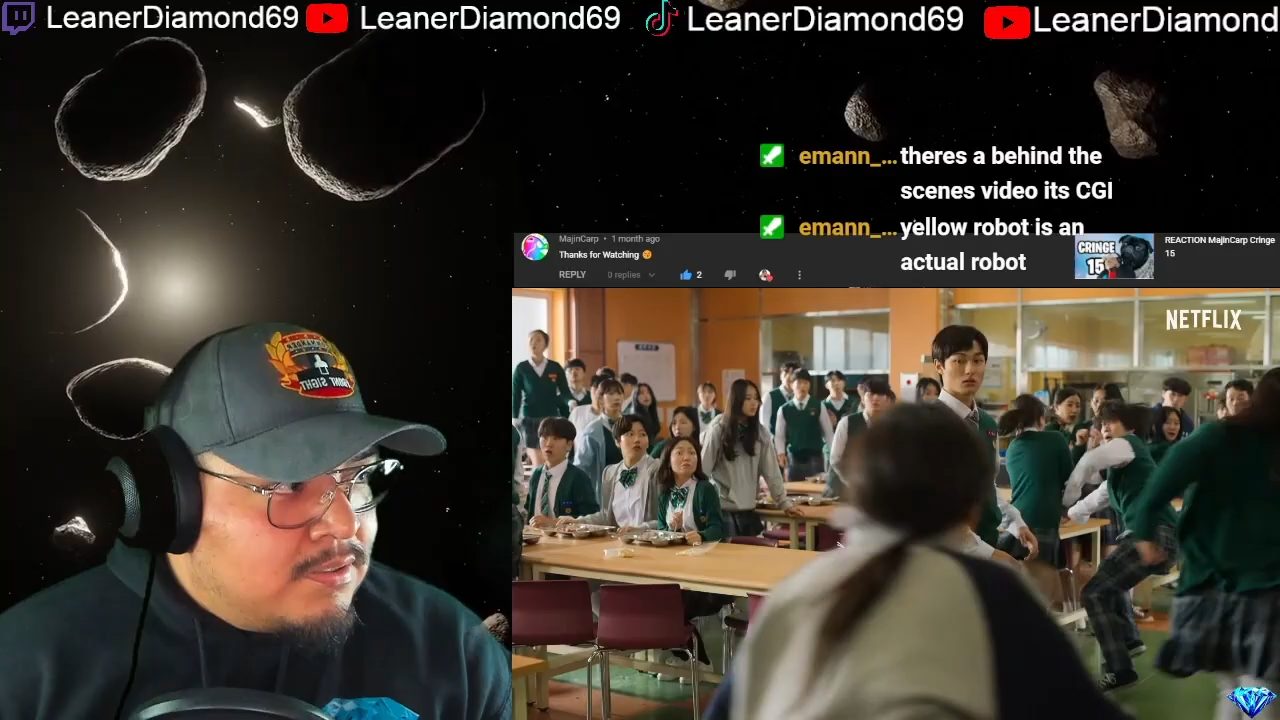 LeanerDiamond69 LeanerDiamond69 LeanerDiamond69 LeanerDiamond
emann_... theres a behind the
scenes video its CGI
emann_... yellow robot is an
actual robot
MajinCarp • 1 month ago
Thanks for Watching
REPLY 0 replies 2
CRINGE
15
REACTION MajinCarp Cringe
15
NETFLIX